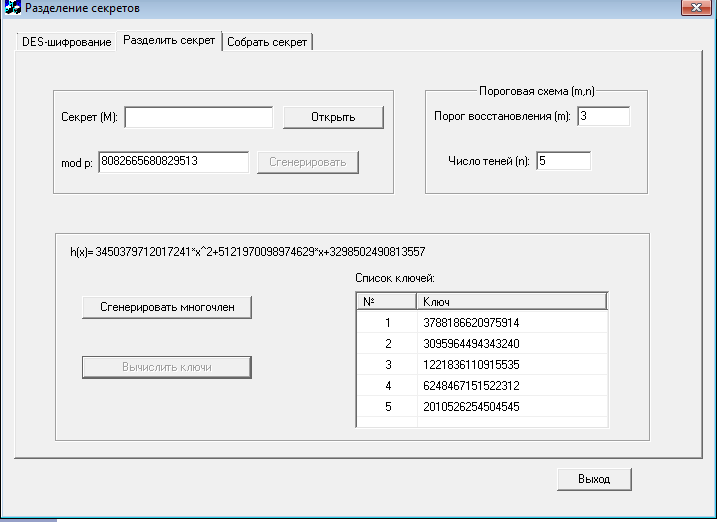 Разделение секретов
DES-шифрование Разделить секрет Собрать секрет
Секрет (M): Открыть
mod p: 8082665680829513 Сгенерировать
Пороговая схема (m,n)
Порог восстановления (m): 3
Число теней (n): 5
h(x)= 3450379712017241*x^2+5121970098974629*x+3298502490813557
Сгенерировать многочлен
Вычислить ключи
Список ключей:
№ Ключ
1 3788186620975914
2 3095964494343240
3 1221836110915535
4 6248467151522312
5 2010526254504545
Выход